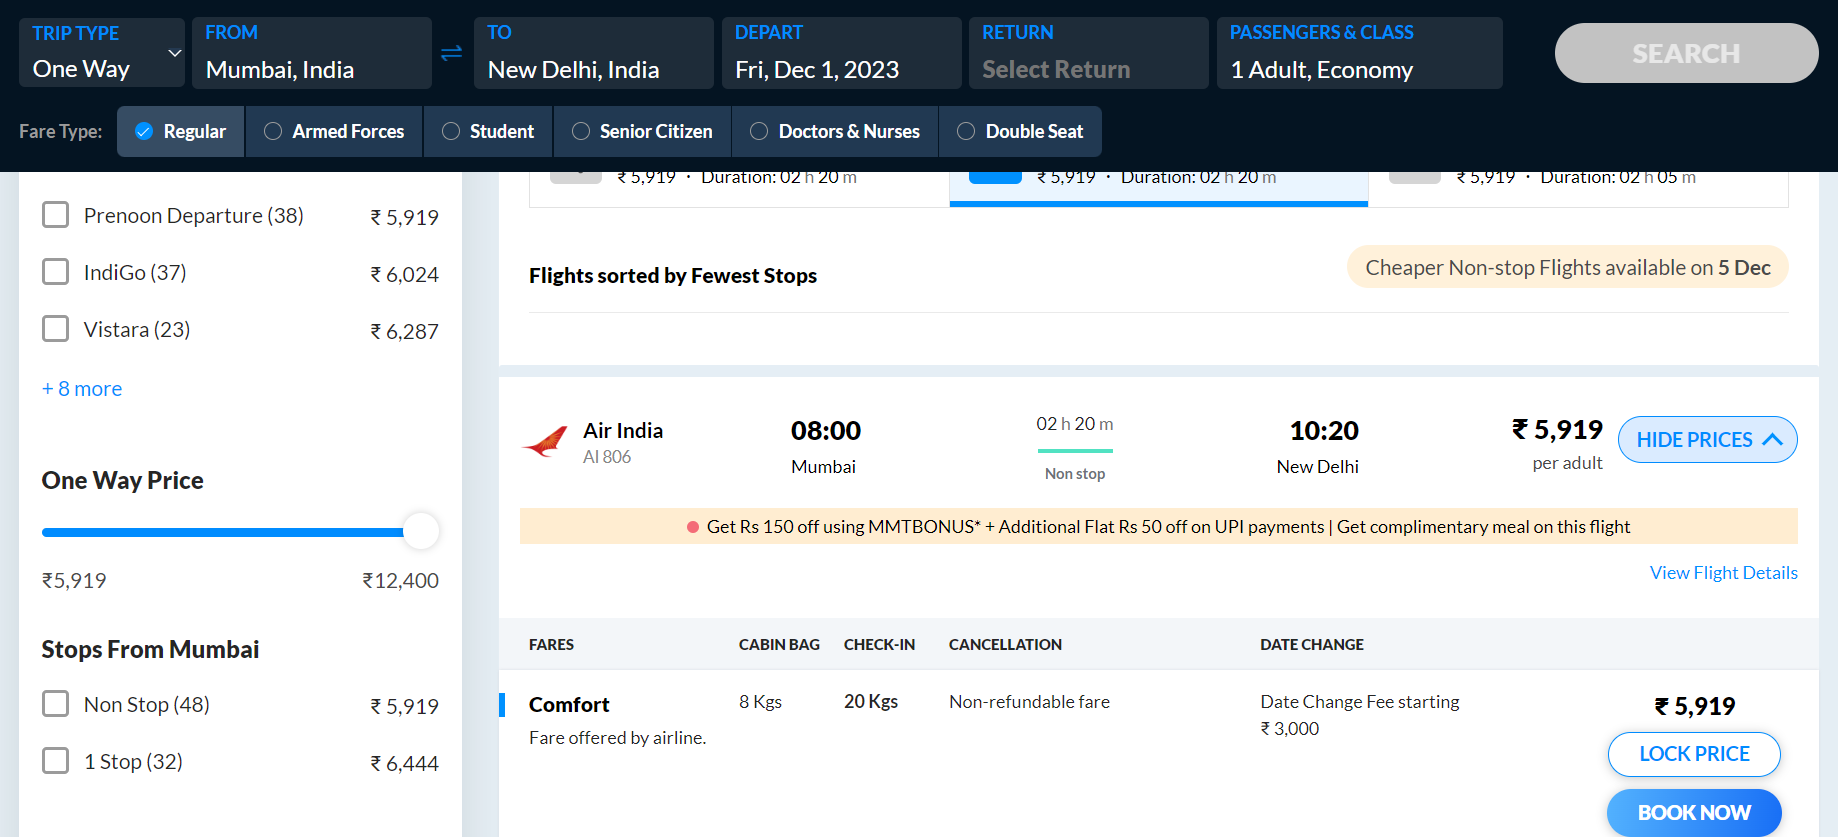 TRIP TYPE
One Way
FROM
Mumbai, India
TO
New Delhi, India
DEPART
Fri, Dec 1, 2023
RETURN
Select Return
PASSENGERS & CLASS
1 Adult, Economy
SEARCH
Fare Type:
Regular
Armed Forces
Student
Senior Citizen
Doctors & Nurses
Double Seat
Prenoon Departure (38) ₹ 5,919
IndiGo (37) ₹ 6,024
Vistara (23) ₹ 6,287
+ 8 more
One Way Price
₹5,919 ₹12,400
Stops From Mumbai
Non Stop (48) ₹ 5,919
1 Stop (32) ₹ 6,444
₹ 5,919 · Duration: 02 h 20 m
₹ 5,919 · Duration: 02 h 20 m
₹ 5,919 · Duration: 02 h 05 m
Flights sorted by Fewest Stops
Cheaper Non-stop Flights available on 5 Dec
Air India
AI 806
08:00
Mumbai
02 h 20 m
Non stop
10:20
New Delhi
₹ 5,919
per adult
HIDE PRICES
Get Rs 150 off using MMTBONUS* + Additional Flat Rs 50 off on UPI payments | Get complimentary meal on this flight
View Flight Details
FARES CABIN BAG CHECK-IN CANCELLATION DATE CHANGE
Comfort
Fare offered by airline.
8 Kgs
20 Kgs
Non-refundable fare
Date Change Fee starting
₹ 3,000
₹ 5,919
LOCK PRICE
BOOK NOW